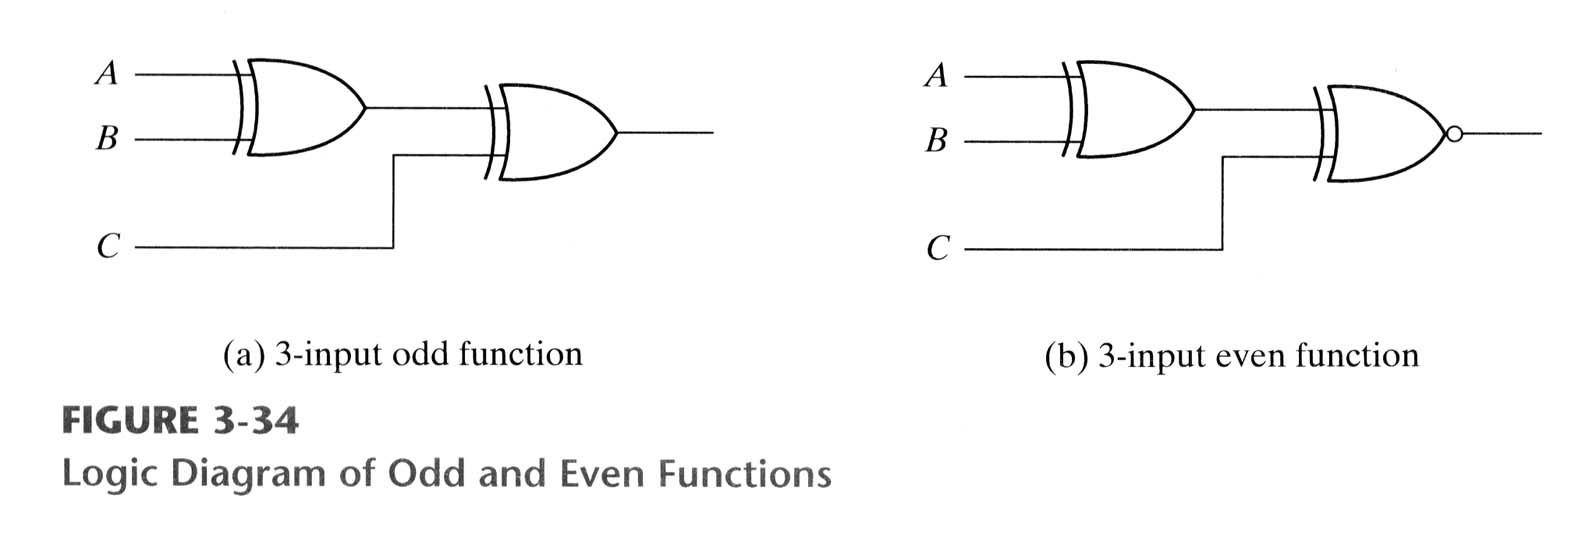 A
B
C
(a) 3-input odd function
A
B
C
(b) 3-input even function
FIGURE 3-34
Logic Diagram of Odd and Even Functions